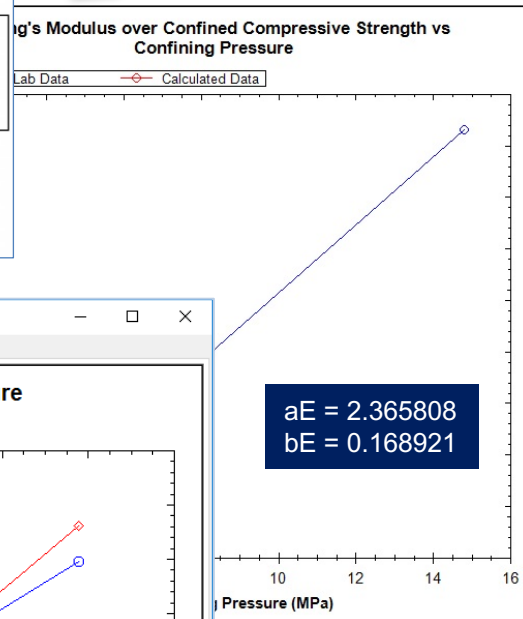 g's Modulus over Confined Compressive Strength vs
Confining Pressure
Lab Data Calculated Data
re
aE = 2.365808
bE = 0.168921
10 12 14 16
Pressure (MPa)